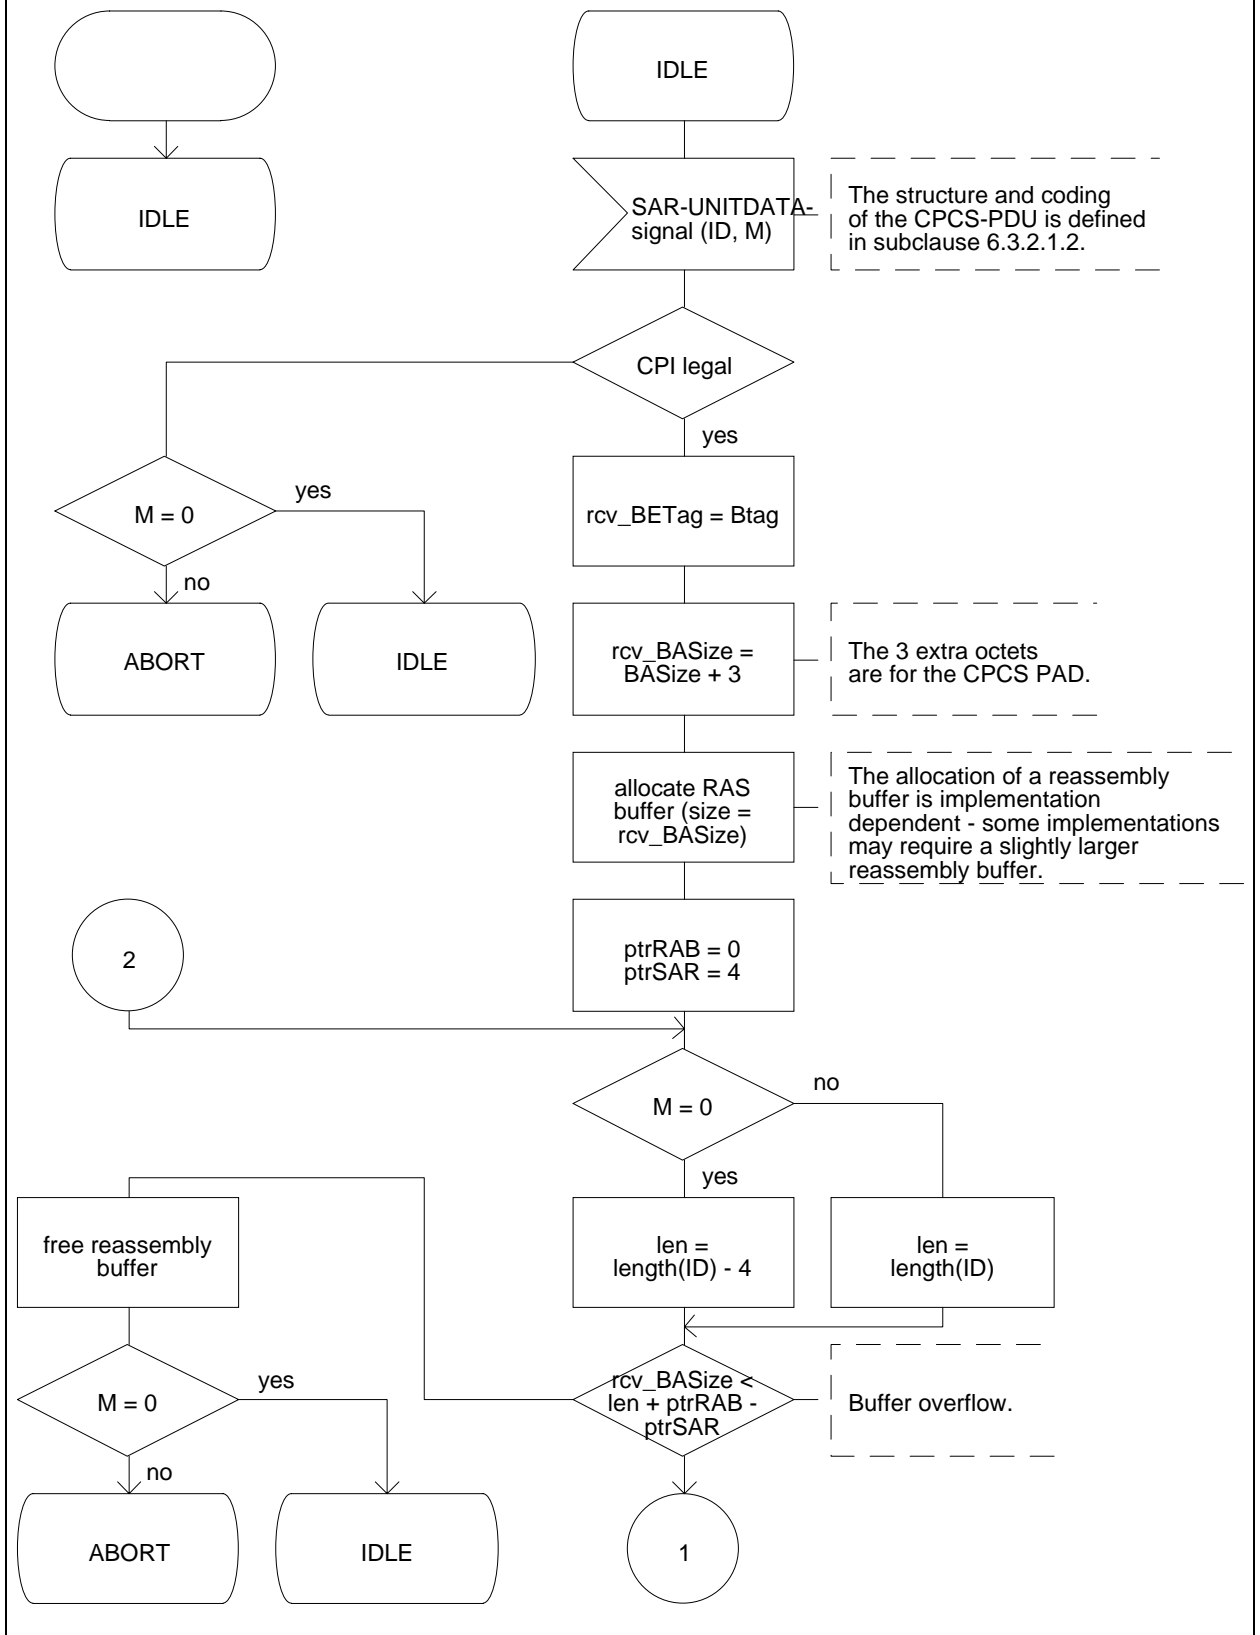 IDLE
IDLE
SAR-UNITDATA-
signal (ID, M)
The structure and coding
of the CPCS-PDU is defined
in subclause 6.3.2.1.2.
CPI legal
yes
M = 0
yes
no
rcv_BETag = Btag
ABORT
IDLE
rcv_BASize =
BASize + 3
The 3 extra octets
are for the CPCS PAD.
allocate RAS
buffer (size =
rcv_BASize)
The allocation of a reassembly
buffer is implementation
dependent - some implementations
may require a slightly larger
reassembly buffer.
2
ptrRAB = 0
ptrSAR = 4
M = 0
no
yes
free reassembly
buffer
len =
length(ID) - 4
len =
length(ID)
M = 0
yes
no
rcv_BASize <
len + ptrRAB -
ptrSAR
Buffer overflow.
ABORT
IDLE
1